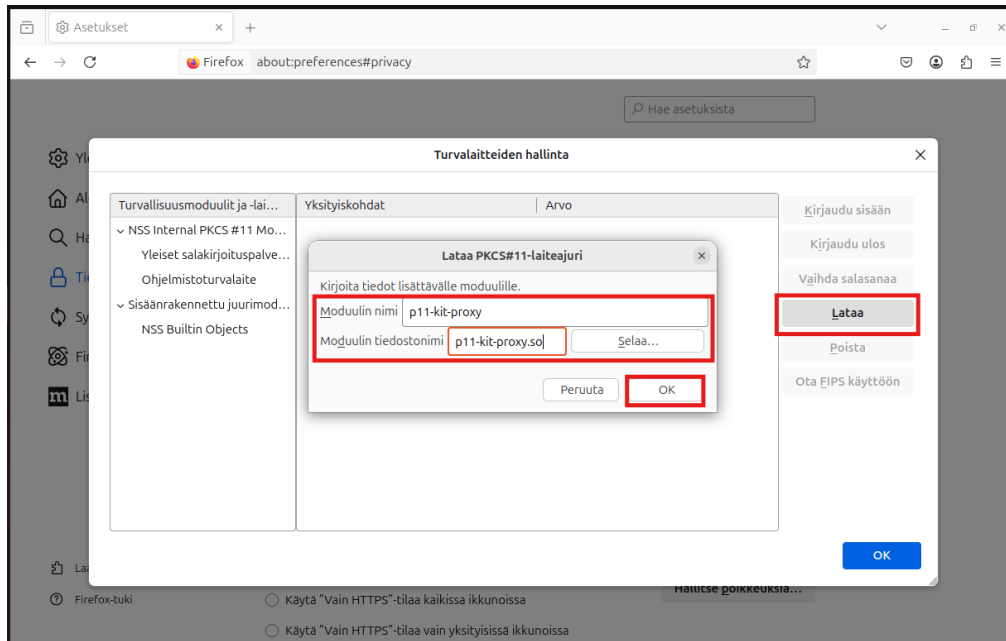 Asetukset
Firefox about:preferences#privacy
Hae asetuksista
Turvalaitteiden hallinta
Turvallisuusmoduulit ja -lai… Yksityiskohdat Arvo
NSS Internal PKCS #11 Mo…
Yleiset salakirjoituspalve…
Ohjelmistoturvalaite
Sisäänrakennettu juurimod…
NSS Builtin Objects
Kirjaudu sisään
Kirjaudu ulos
Vaihda salasanaa
Lataa
Poista
Ota FIPS käyttöön
Lataa PKCS#11-laiteajuri
Kirjoita tiedot lisättävälle moduulille.
Moduulin nimi p11-kit-proxy
Moduulin tiedostonimi p11-kit-proxy.so Selaa…
Peruuta OK
OK
Firefox-tuki
Hallitse poikkeuksia…
Käytä "Vain HTTPS"-tilaa kaikissa ikkunoissa
Käytä "Vain HTTPS"-tilaa vain yksityisissä ikkunoissa